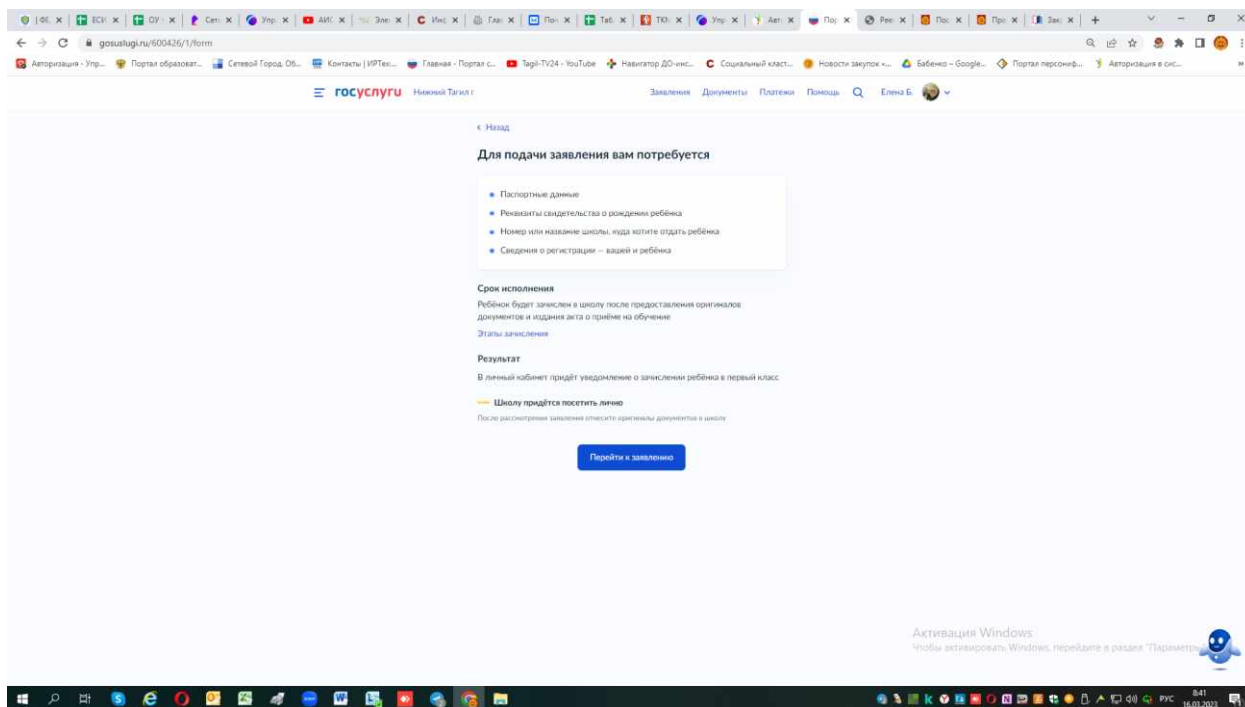 gosuslugi.ru/600426/1/form
Портал образоват...
Сетевой Город. Об...
Контакты | ИРТех:...
Главная - Портал с...
Tagil-TV24 - YouTube
Навигатор ДО-инс...
Социальный класт...
Новости закупок «...
Бабенко – Google...
Портал персониф...
Авторизация в сис...
госуслуги Нижний Тагил г
Заявления Документы Платежи Помощь Елена Б.
Назад
Для подачи заявления вам потребуется
Паспортные данные
Реквизиты свидетельства о рождении ребёнка
Номер или название школы, куда хотите отдать ребёнка
Сведения о регистрации – вашей и ребёнка
Срок исполнения
Ребёнок будет зачислен в школу после предоставления оригиналов
документов и издания акта о приёме на обучение
Этапы зачисления
Результат
В личный кабинет придёт уведомление о зачислении ребёнка в первый класс
Школу придётся посетить лично
После рассмотрения заявления отнесите оригиналы документов в школу
Перейти к заявлению
Активация Windows
Чтобы активировать Windows, перейдите в раздел "Параметры
РУС
8:41
16.03.2023